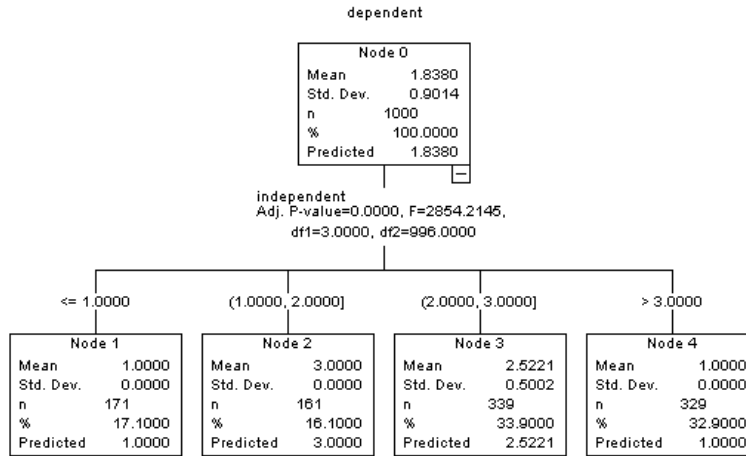 dependent
Node 0
Mean 1.8380
Std. Dev. 0.9014
n 1000
% 100.0000
Predicted 1.8380
independent
Adj. P-value=0.0000, F=2854.2145,
df1=3.0000, df2=996.0000
<= 1.0000
(1.0000, 2.0000]
(2.0000, 3.0000]
> 3.0000
Node 1
Mean 1.0000
Std. Dev. 0.0000
n 171
% 17.1000
Predicted 1.0000
Node 2
Mean 3.0000
Std. Dev. 0.0000
n 161
% 16.1000
Predicted 3.0000
Node 3
Mean 2.5221
Std. Dev. 0.5002
n 339
% 33.9000
Predicted 2.5221
Node 4
Mean 1.0000
Std. Dev. 0.0000
n 329
% 32.9000
Predicted 1.0000